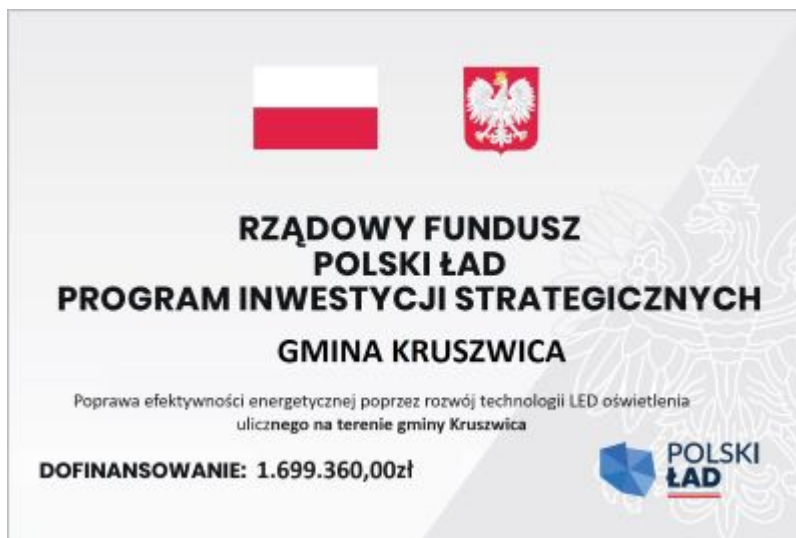 RZĄDOWY FUNDUSZ
POLSKI ŁAD
PROGRAM INWESTYCJI STRATEGICZNYCH
GMINA KRUSZWICA
Poprawa efektywności energetycznej poprzez rozwój technologii LED oświetlenia
ulicznego na terenie gminy Kruszwica
DOFINANSOWANIE: 1.699.360,00zł
POLSKI
ŁAD